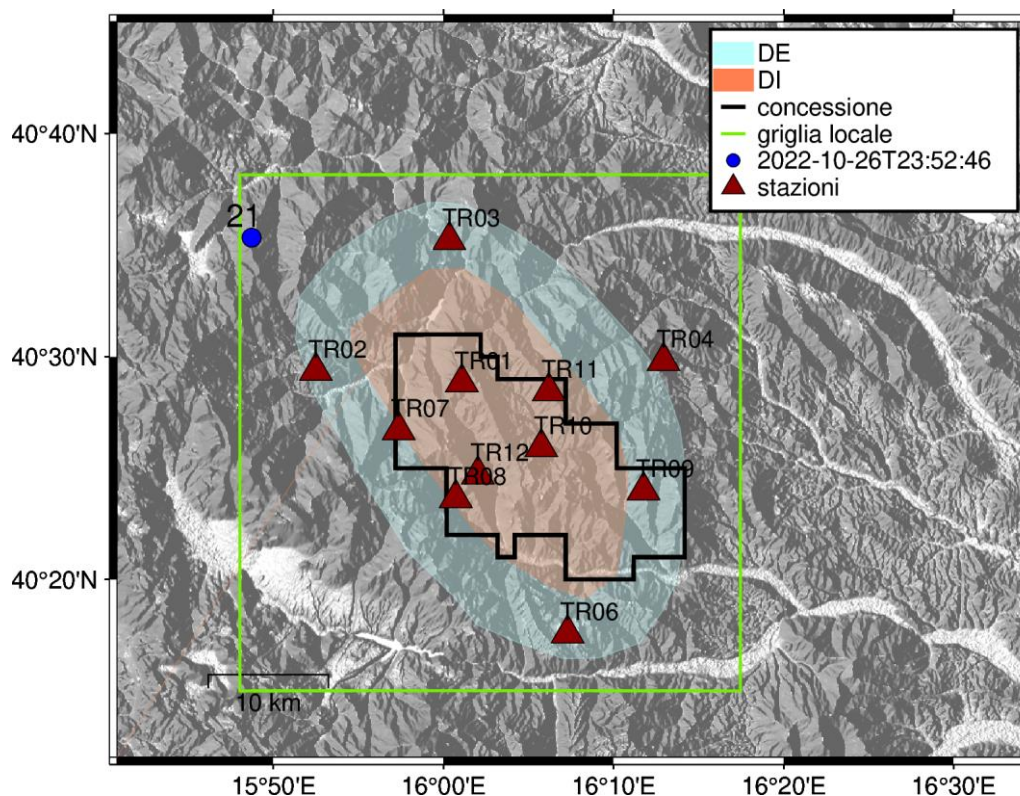 DE
DI
concessione
griglia locale
2022-10-26T23:52:46
stazioni
40°40'N
40°30'N
40°20'N
21
TR03
TR02
TR04
TR01
TR11
TR07
TR10
TR12
TR08
TR09
TR06
10 km
15°50'E
16°00'E
16°10'E
16°20'E
16°30'E